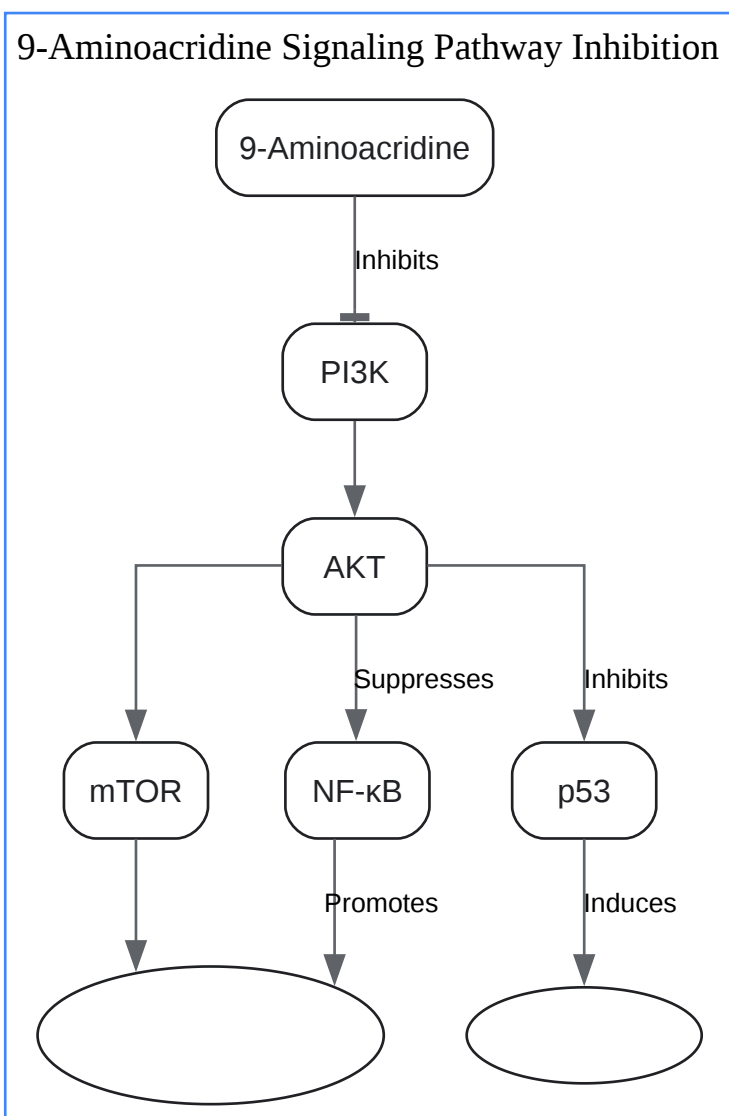 9-Aminoacridine Signaling Pathway Inhibition
9-Aminoacridine
Inhibits
PI3K
AKT
Suppresses
Inhibits
mTOR
NF-κB
p53
Promotes
Induces